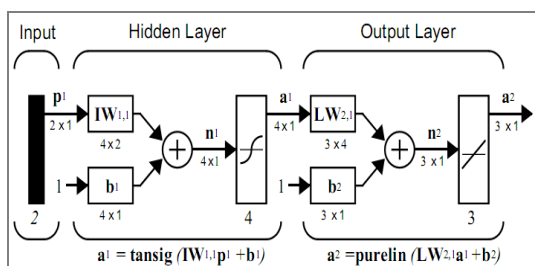 Input Hidden Layer Output Layer
p1 a1 a2
IW1,1 LW2,1
2 x 1 n1 4 x 1 n2 3 x 1
4 x 2 3 x 4
4 x1 3 x 1
1 b1 1 b2
4 x 1 3 x 1
2 4 3
a1 = tansig (IW1,1p1 +b1) a2 =purelin (LW2,1a1 +b2)